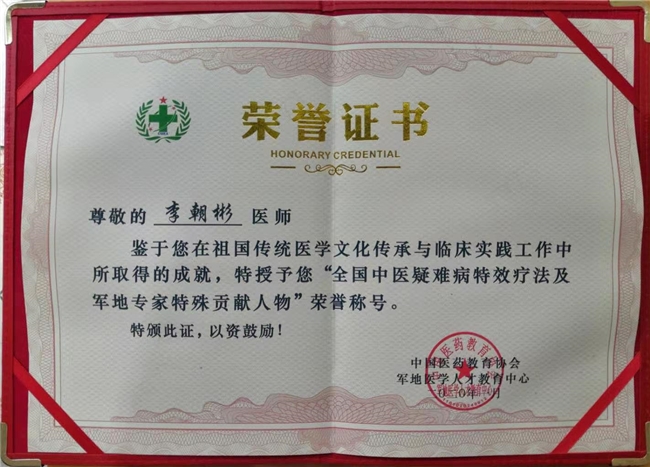 荣誉证书
HONORARY CREDENTIAL
尊敬的 李朝彬 医师
鉴于您在祖国传统医学文化传承与临床实践工作中
所取得的成就，特授予您“全国中医疑难病特效疗法及
军地专家特殊贡献人物”荣誉称号。
特颁此证，以资鼓励！
中国医药教育协会
军地医学人才教育中心